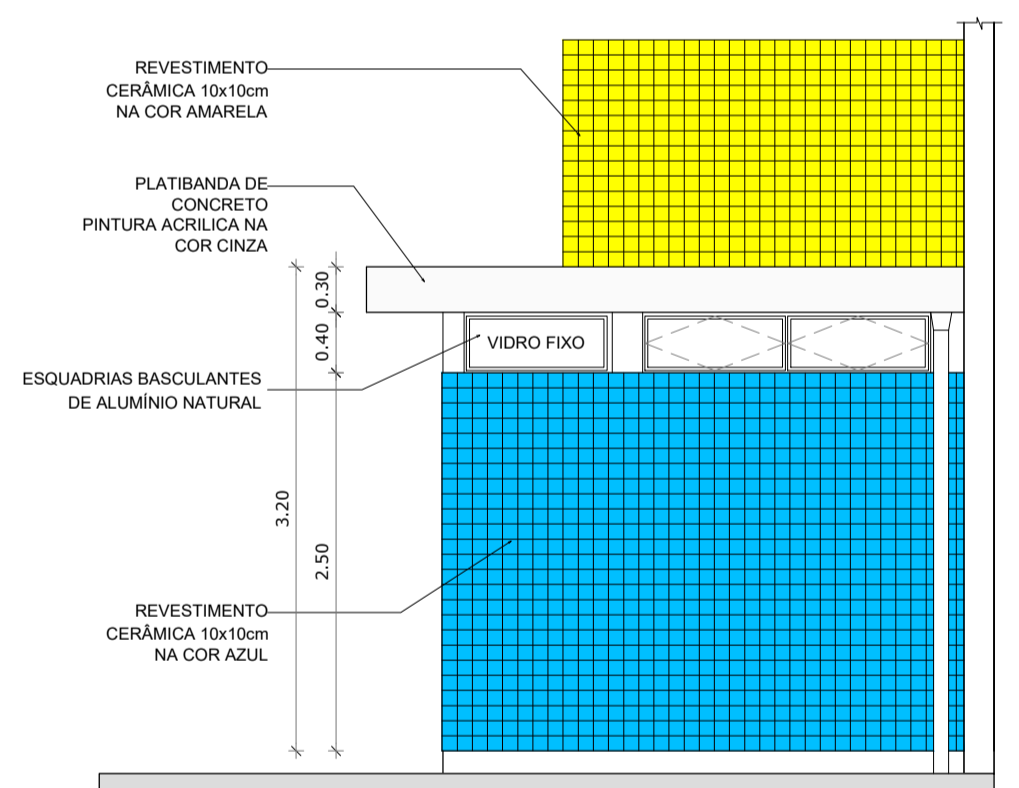 REVESTIMENTO
CERÂMICA 10x10cm
NA COR AMARELA
PLATIBANDA DE
CONCRETO
PINTURA ACRILICA NA
COR CINZA
0.30
0.40
VIDRO FIXO
ESQUADRIAS BASCULANTES
DE ALUMÍNIO NATURAL
3.20
2.50
REVESTIMENTO
CERÂMICA 10x10cm
NA COR AZUL